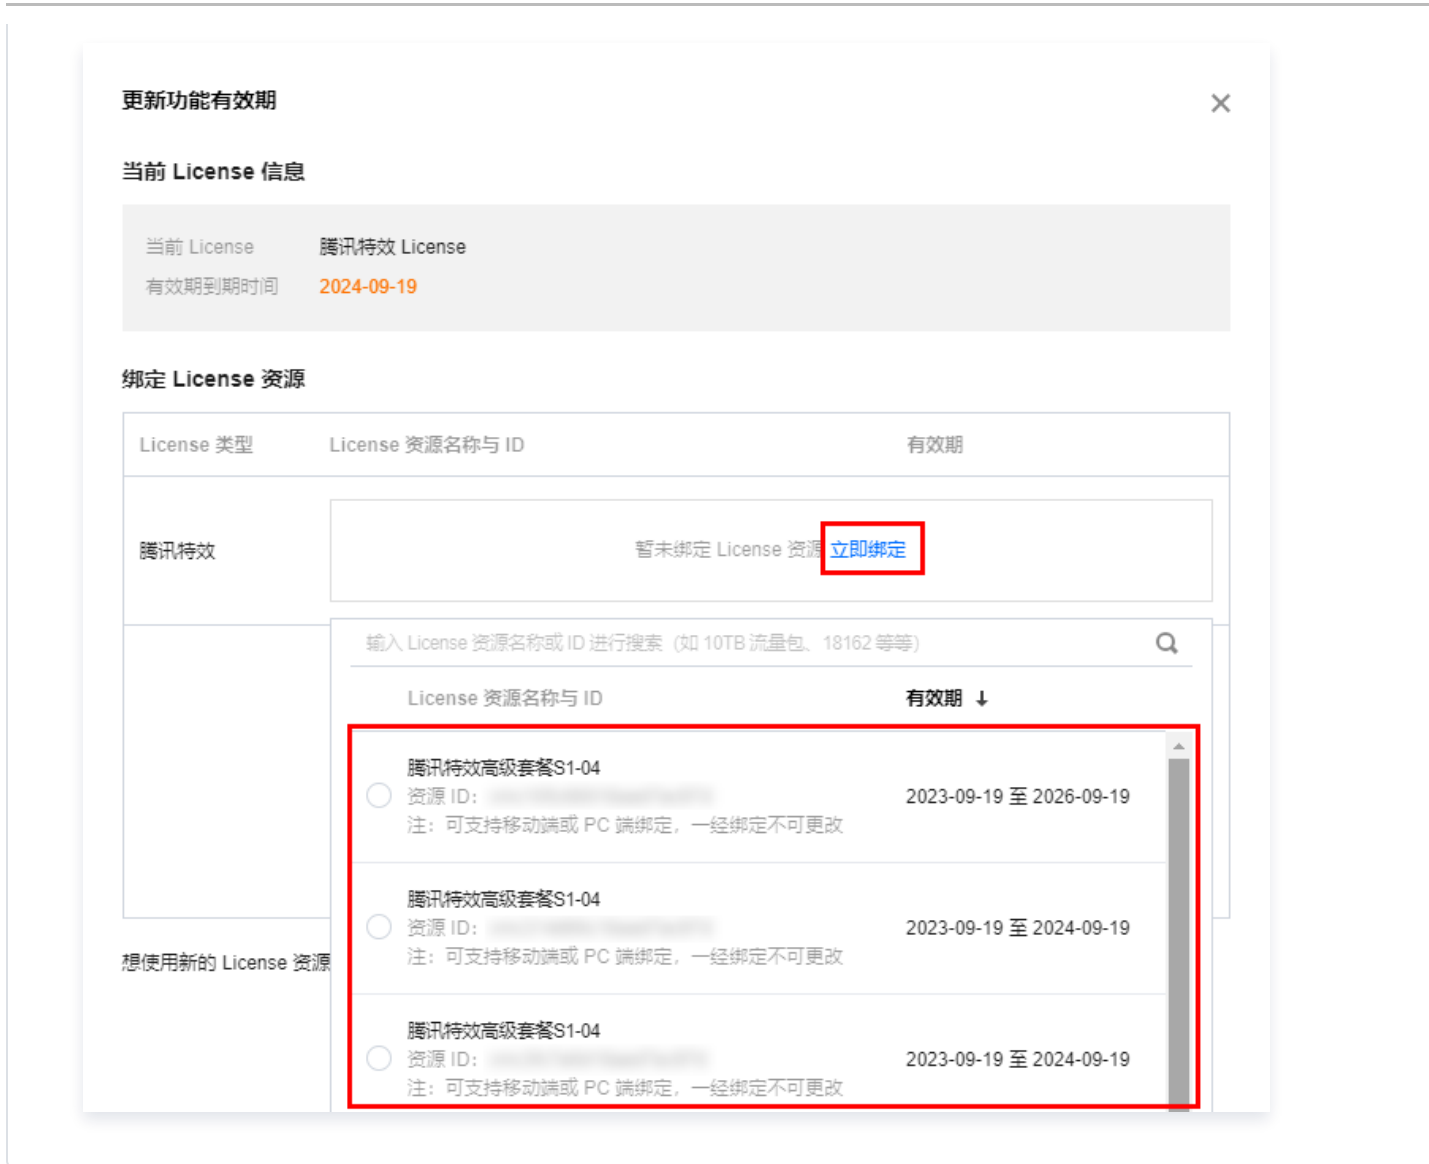 更新功能有效期
当前 License 信息
当前 License 腾讯特效 License
有效期到期时间 2024-09-19
绑定 License 资源
License 类型 License 资源名称与 ID 有效期
腾讯特效 暂未绑定 License 资源 立即绑定
输入 License 资源名称或 ID 进行搜索（如 10TB 流量包、18162 等等）
License 资源名称与 ID 有效期 ↓
腾讯特效高级套餐S1-04
资源 ID： 2023-09-19 至 2026-09-19
注：可支持移动端或 PC 端绑定，一经绑定不可更改
腾讯特效高级套餐S1-04
资源 ID： 2023-09-19 至 2024-09-19
注：可支持移动端或 PC 端绑定，一经绑定不可更改
想使用新的 License 资源
腾讯特效高级套餐S1-04
资源 ID： 2023-09-19 至 2024-09-19
注：可支持移动端或 PC 端绑定，一经绑定不可更改